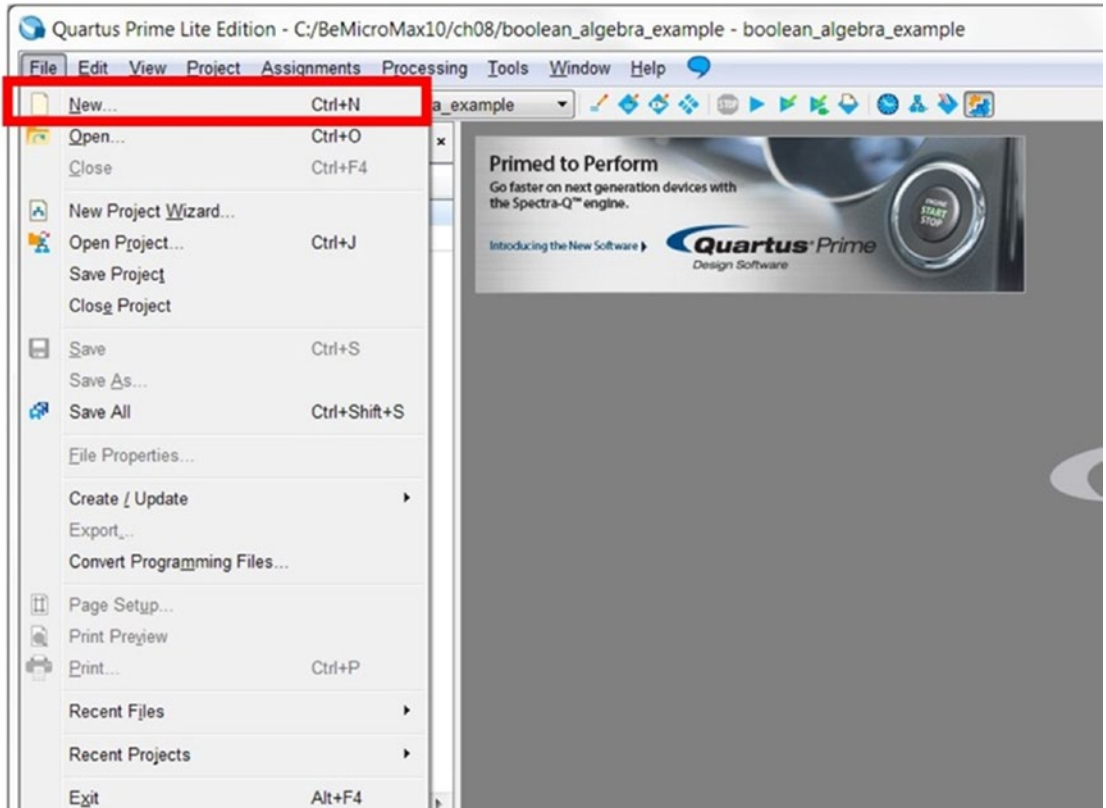 Quartus Prime Lite Edition - C:/BeMicroMax10/ch08/boolean_algebra_example - boolean_algebra_example
File Edit View Project Assignments Processing Tools Window Help
New... Ctrl+N
a_example
STOP
Open... Ctrl+O
Close Ctrl+F4
New Project Wizard...
Open Project... Ctrl+J
Save Project
Close Project
Save Ctrl+S
Save As...
Save All Ctrl+Shift+S
File Properties...
Create / Update
Export...
Convert Programming Files...
Page Setup...
Print Preview
Print... Ctrl+P
Recent Files
Recent Projects
Exit Alt+F4
Primed to Perform
Go faster on next generation devices with
the Spectra-Q™ engine.
Introducing the New Software
Quartus Prime
Design Software
ENGINE
START
STOP